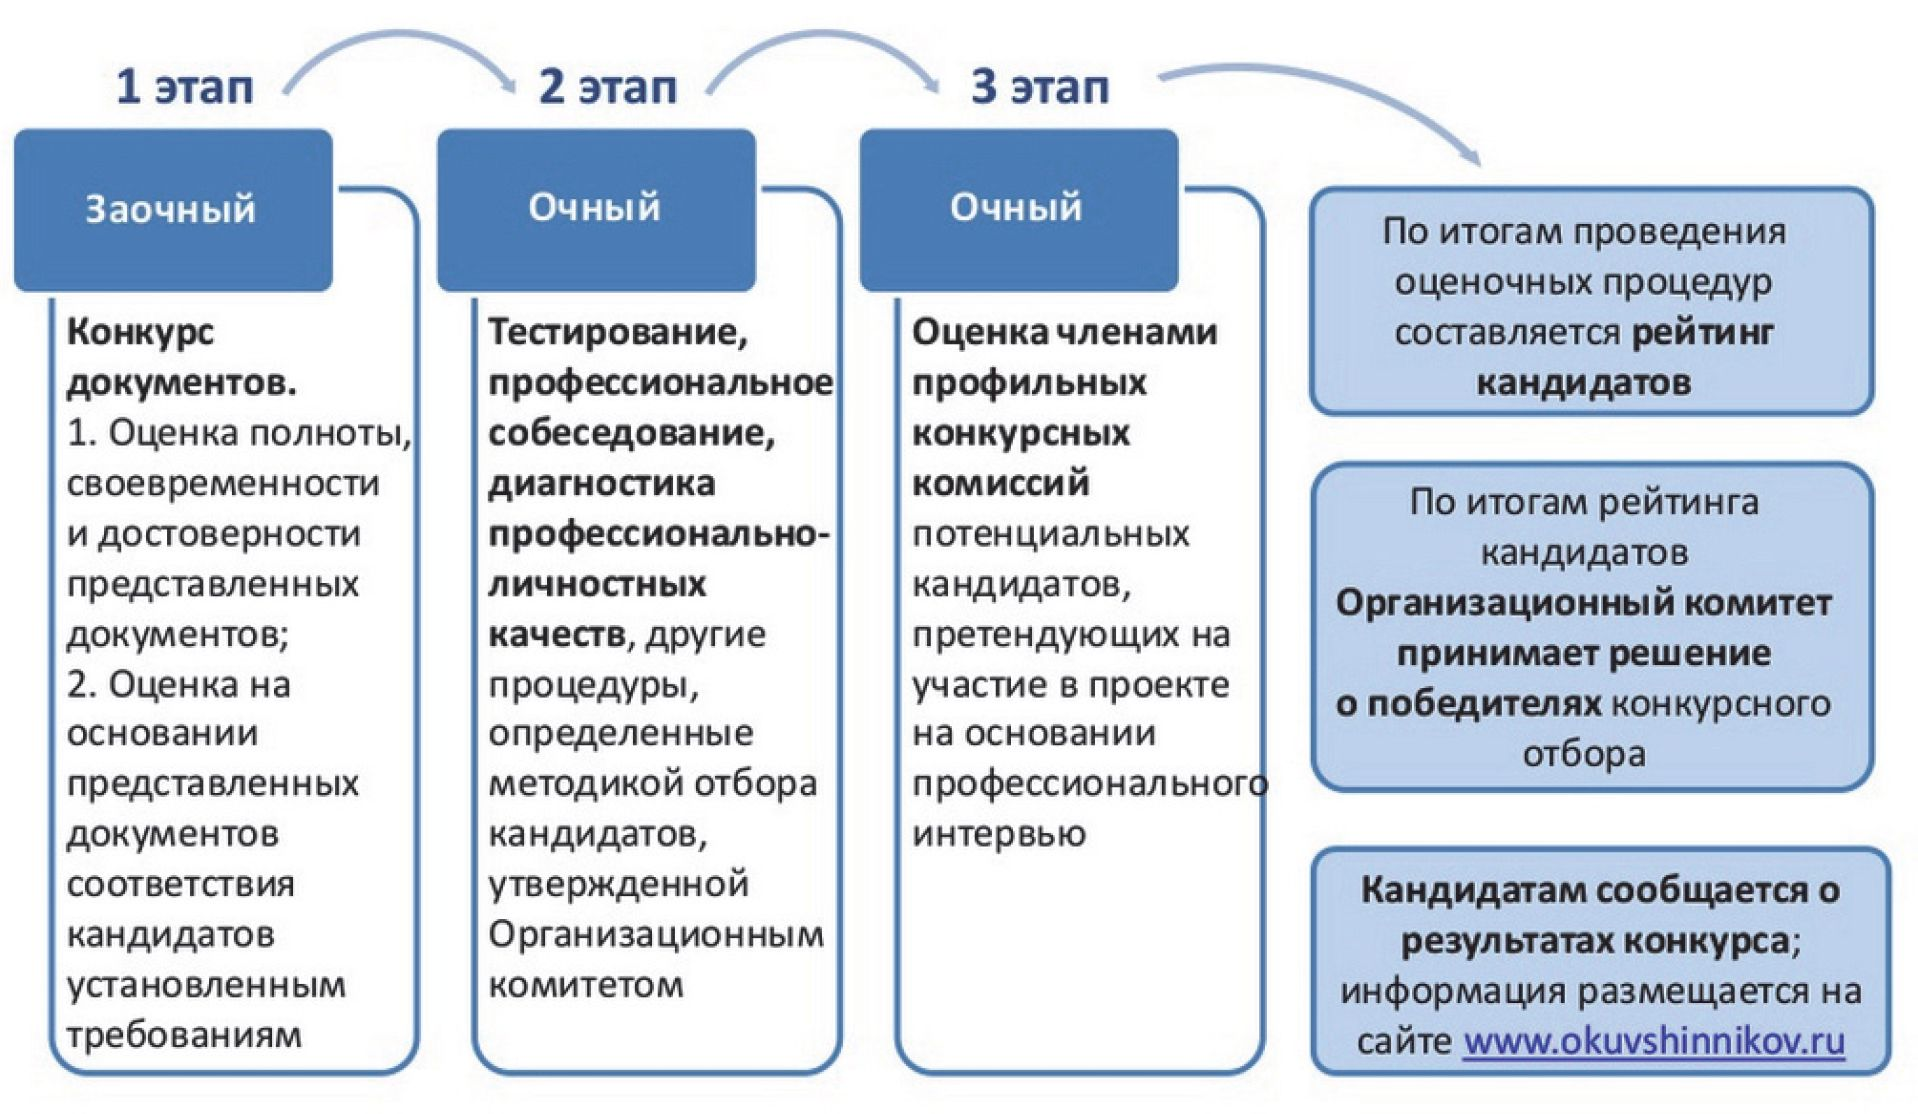 1 этап
Заочный
Конкурс
документов.
1. Оценка полноты,
своевременности
и достоверности
представленных
документов;
2. Оценка на
основании
представленных
документов
соответствия
кандидатов
установленным
требованиям
2 этап
Очный
Тестирование,
профессиональное
собеседование,
диагностика
профессионально-
личностных
качеств, другие
процедуры,
определенные
методикой отбора
кандидатов,
утвержденной
Организационным
комитетом
3 этап
Очный
Оценка членами
профильных
конкурсных
комиссий
потенциальных
кандидатов,
претендующих на
участие в проекте
на основании
профессионального
интервью
По итогам проведения
оценочных процедур
составляется рейтинг
кандидатов
По итогам рейтинга
кандидатов
Организационный комитет
принимает решение
о победителях конкурсного
отбора
Кандидатам сообщается о
результатах конкурса;
информация размещается на
сайте www.okuvshinnikov.ru